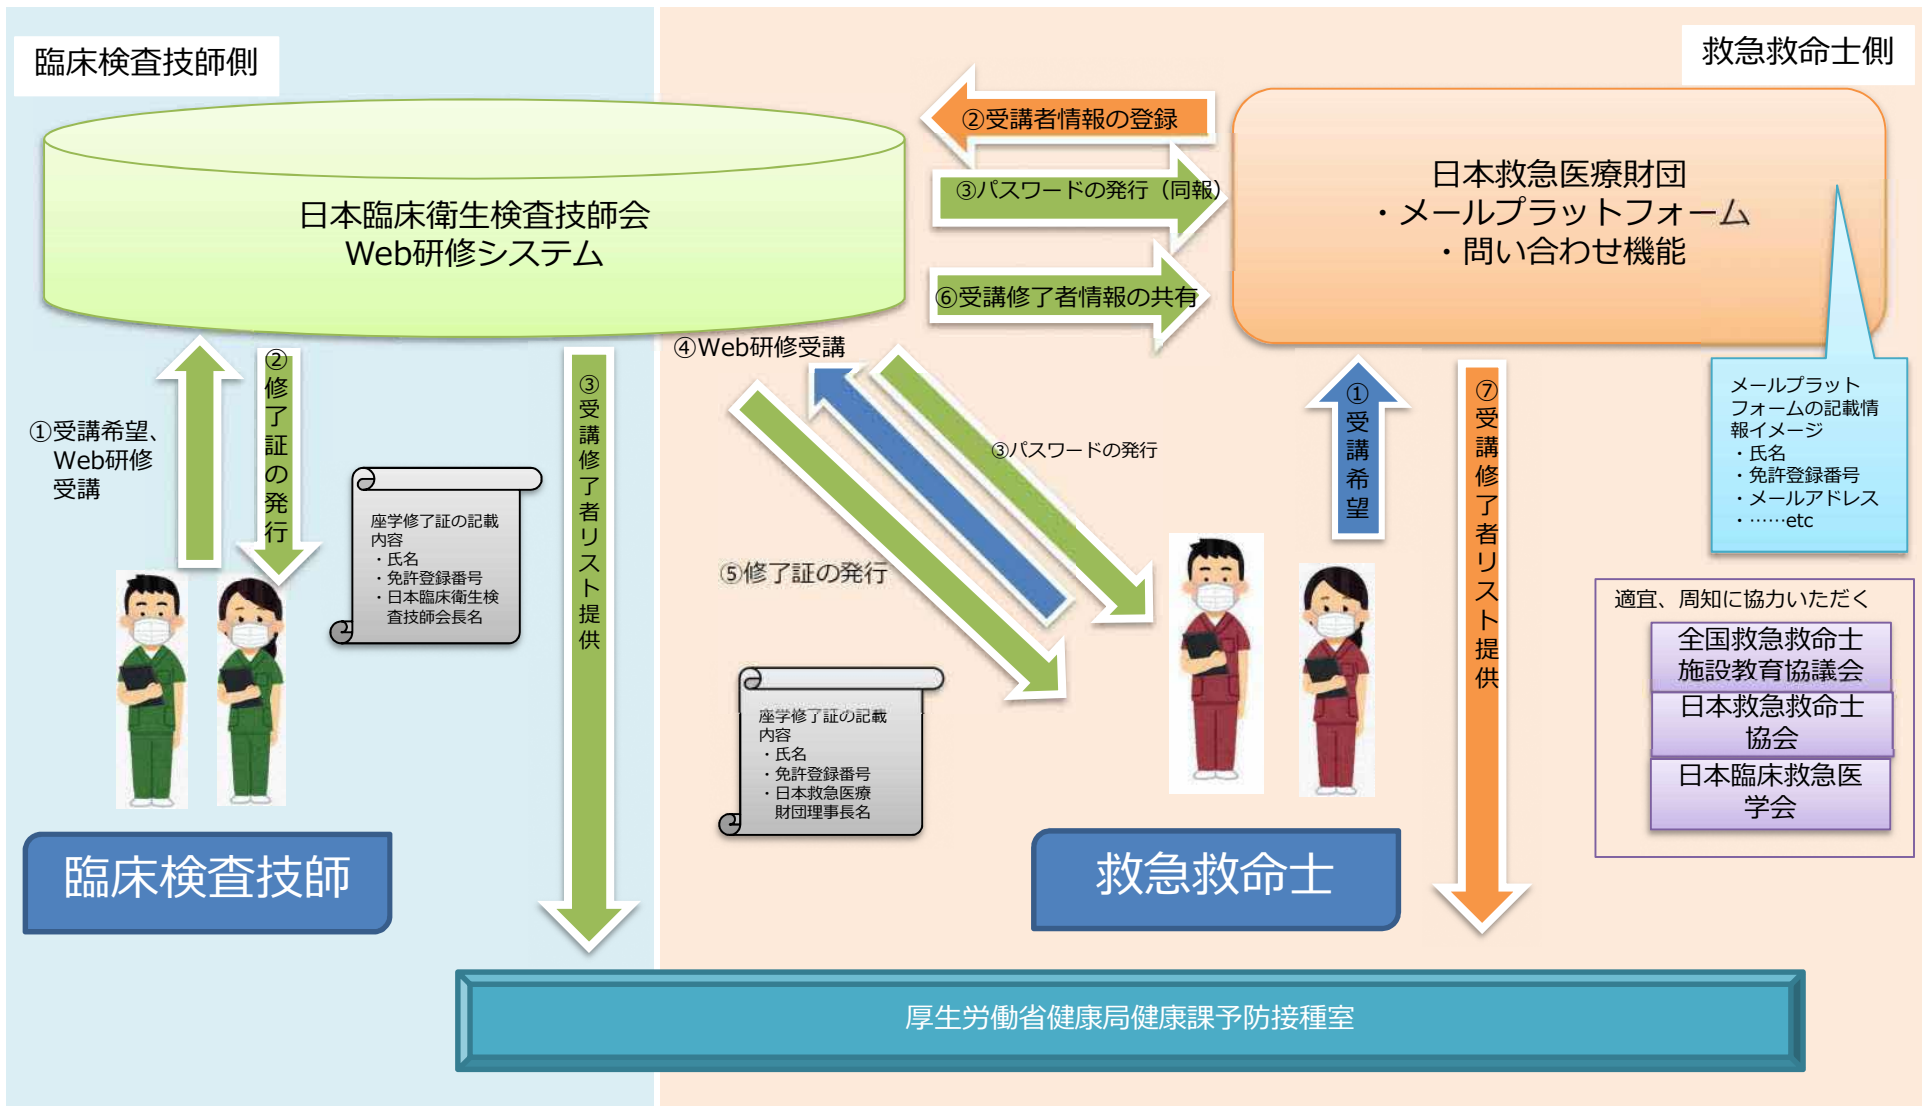 臨床検査技師側
救急救命士側
日本臨床衛生検査技師会
Web研修システム
②受講者情報の登録
③パスワードの発行（同報）
⑥受講修了者情報の共有
日本救急医療財団
・メールプラットフォーム
・問い合わせ機能
①受講希望、
Web研修
受講
②修了証の発行
③受講修了者リスト提供
④Web研修受講
③パスワードの発行
⑤修了証の発行
①受講希望
⑦受講修了者リスト提供
メールプラット
フォームの記載情
報イメージ
・氏名
・免許登録番号
・メールアドレス
・……etc
座学修了証の記載
内容
・氏名
・免許登録番号
・日本臨床衛生検
査技師会長名
座学修了証の記載
内容
・氏名
・免許登録番号
・日本救急医療
財団理事長名
適宜、周知に協力いただく
全国救急救命士
施設教育協議会
日本救急救命士
協会
日本臨床救急医
学会
臨床検査技師
救急救命士
厚生労働省健康局健康課予防接種室